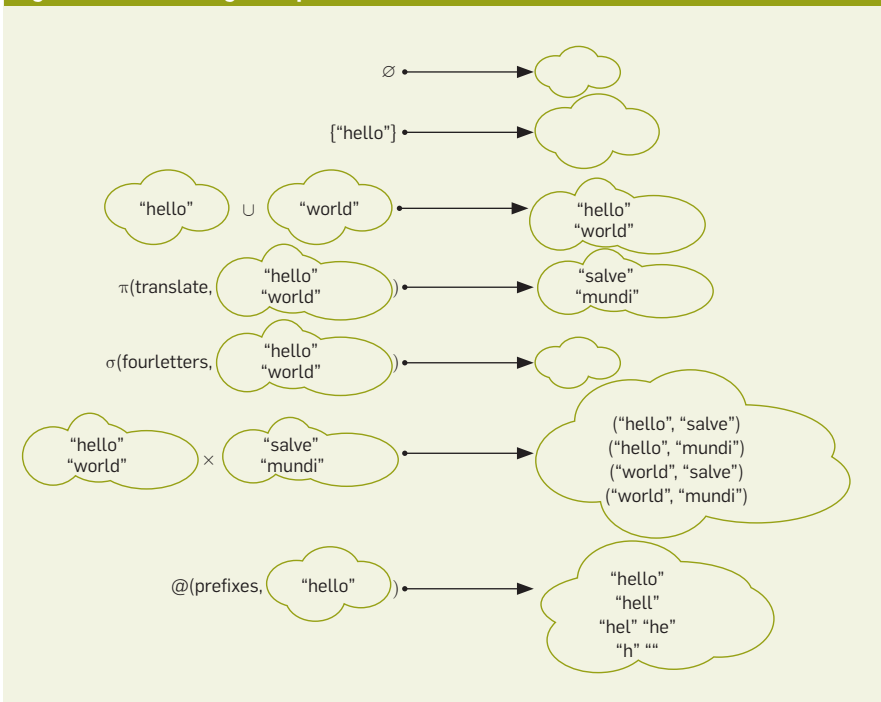 ∅
{“hello”}
“hello” ∪ “world” “hello”
“world”
π(translate, “hello” ) “salve”
“world” “mundi”
σ(fourletters, “hello” )
“world”
“hello” × “salve” (“hello”, “salve”)
“world” “mundi” (“hello”, “mundi”)
(“world”, “salve”)
(“world”, “mundi”)
@(prefixes, “hello” ) “hello”
“hell”
“hel” “he”
“h” ““